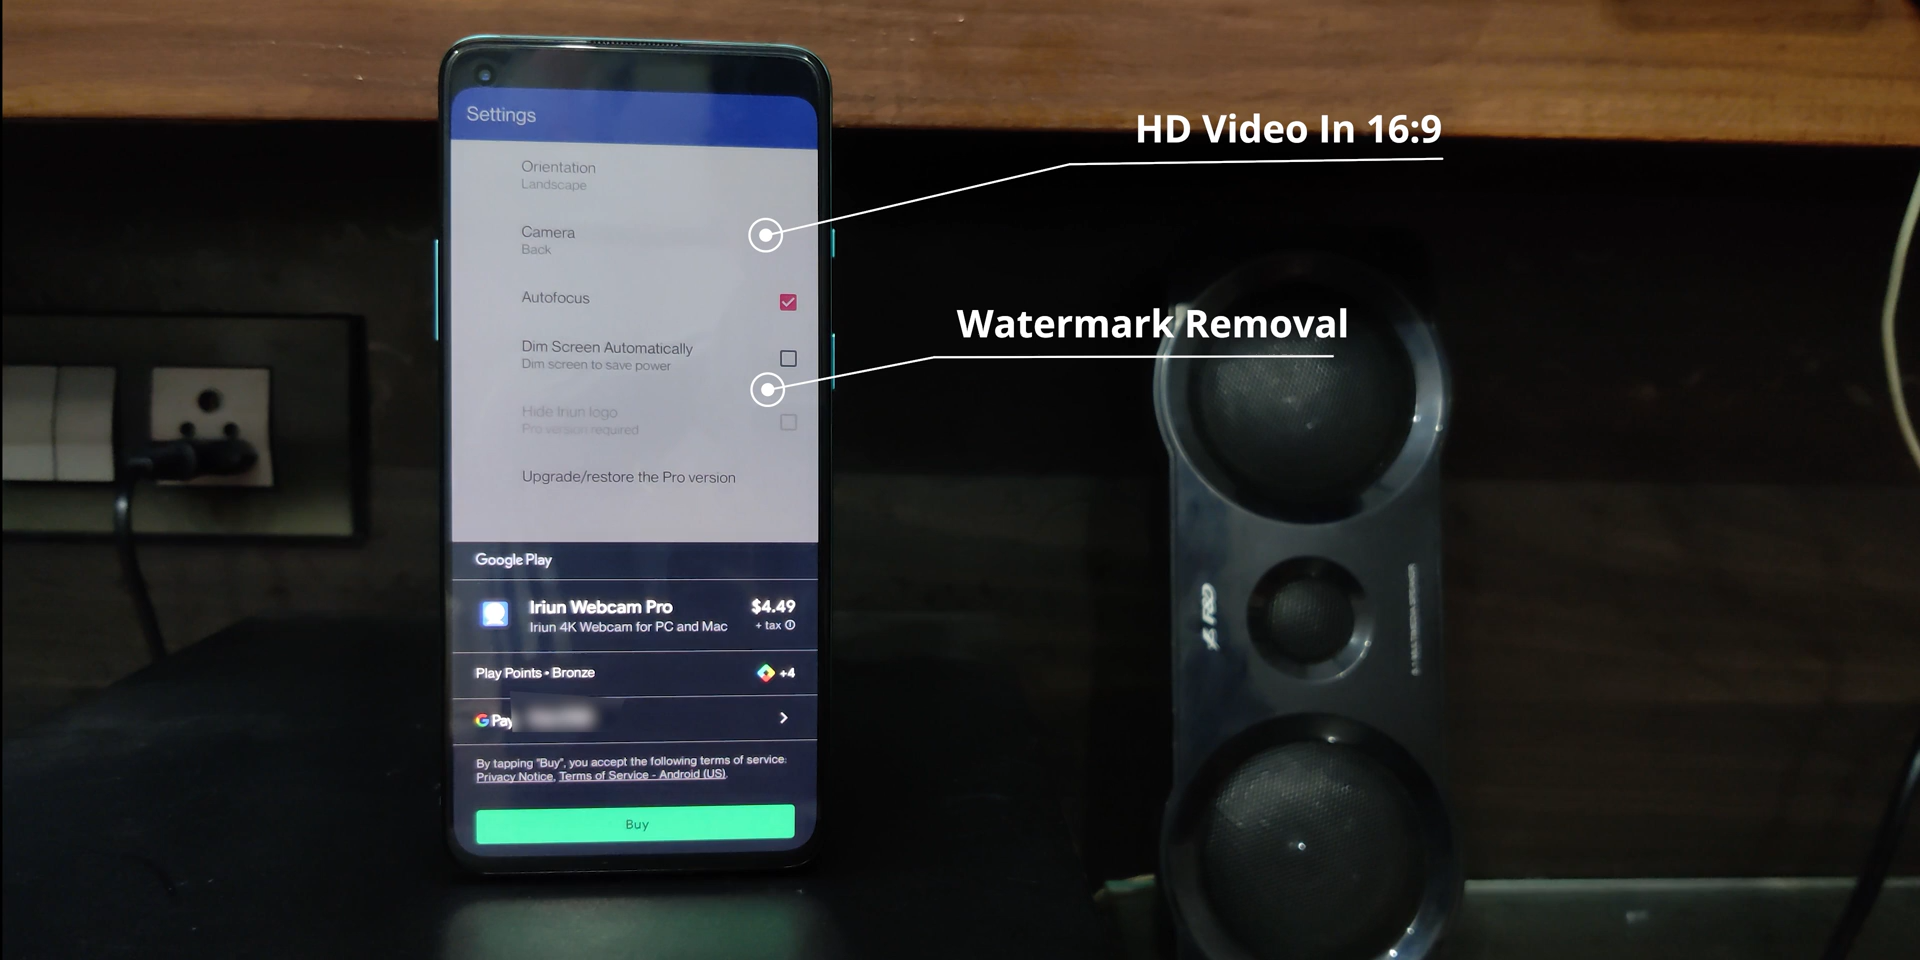 Settings
Orientation
Landscape
Camera
Back
Autofocus
Dim Screen Automatically
Dim screen to save power
Hide Iriun logo
Pro version required
Upgrade/restore the Pro version
Google Play
Iriun Webcam Pro
$4.49
Iriun 4K Webcam for PC and Mac
+ tax
Play Points • Bronze
+4
G Pay
By tapping "Buy", you accept the following terms of service:
Privacy Notice, Terms of Service - Android (US).
Buy
HD Video In 16:9
Watermark Removal
F&D